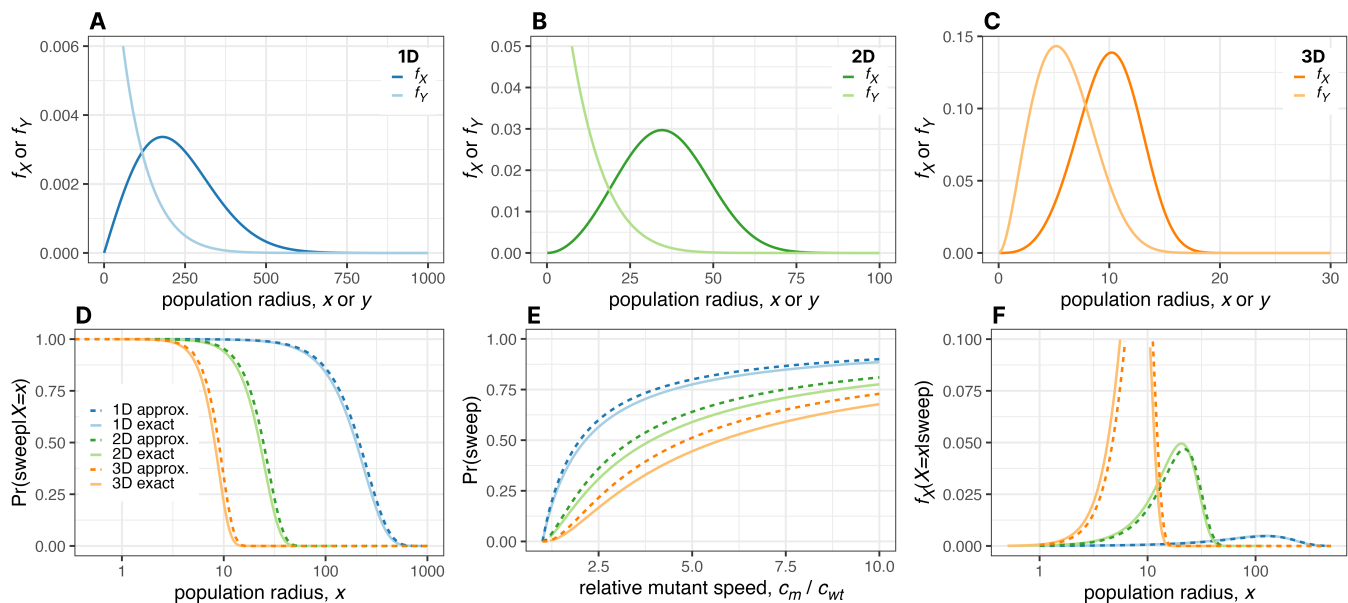 A
1D
f_X
f_Y
0.006
0.004
0.002
0.000
f_X or f_Y
0 250 500 750 1000
population radius, x or y
B
2D
f_X
f_Y
0.05
0.04
0.03
0.02
0.01
0.00
f_X or f_Y
0 25 50 75 100
population radius, x or y
C
3D
f_X
f_Y
0.15
0.10
0.05
0.00
f_X or f_Y
0 10 20 30
population radius, x or y
D
1.00
0.75
0.50
0.25
0.00
Pr(sweep|X=x)
1D approx.
1D exact
2D approx.
2D exact
3D approx.
3D exact
1 10 100 1000
population radius, x
E
1.00
0.75
0.50
0.25
0.00
Pr(sweep)
2.5 5.0 7.5 10.0
relative mutant speed, c_m / c_wt
F
0.100
0.075
0.050
0.025
0.000
f_X(X=x|sweep)
1 10 100
population radius, x